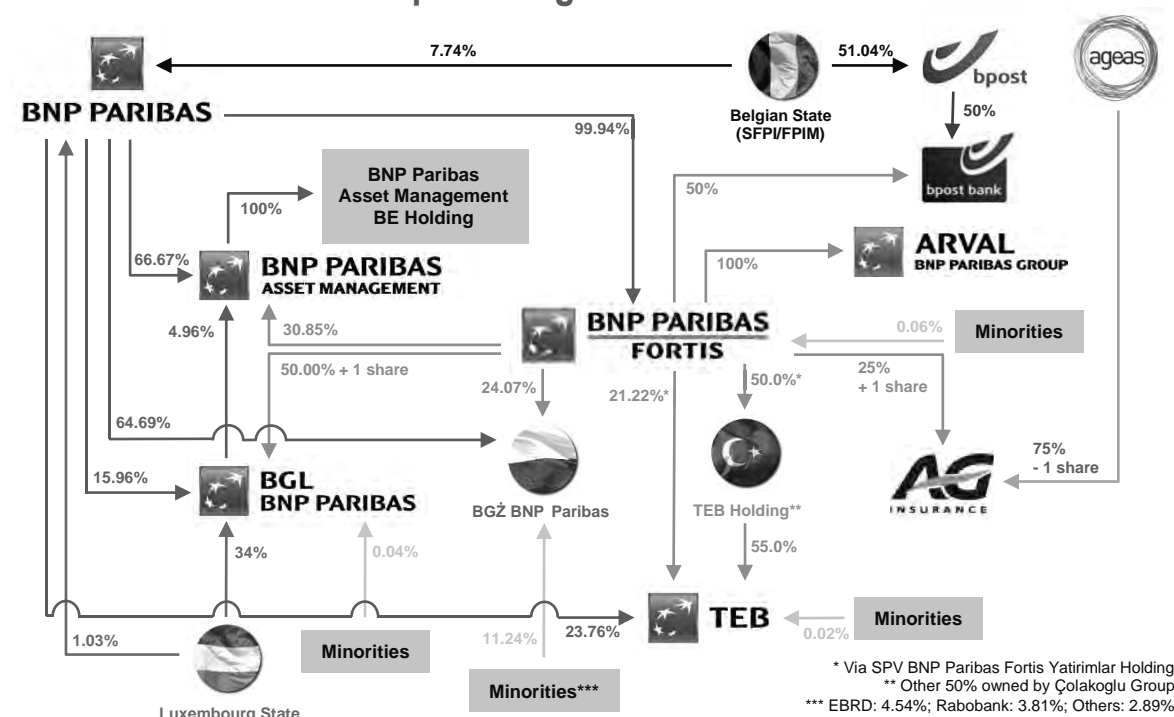 7.74%
51.04%
bpost
ageas
BNP PARIBAS
Belgian State
(SFPI/FPIM)
50%
99.94%
BNP Paribas
Asset Management
BE Holding
100%
50%
bpost bank
ARVAL
BNP PARIBAS GROUP
66.67%
BNP PARIBAS
ASSET MANAGEMENT
100%
4.96%
30.85%
BNP PARIBAS
FORTIS
0.06%
Minorities
50.00% + 1 share
24.07%
21.22%*
50.0%*
25%
+ 1 share
64.69%
75%
- 1 share
15.96%
BGL
BNP PARIBAS
BGŻ BNP Paribas
TEB Holding**
AG
INSURANCE
34%
0.04%
55.0%
1.03%
Minorities
11.24%
23.76%
TEB
0.02%
Minorities
Minorities***
Luxembourg State
* Via SPV BNP Paribas Fortis Yatirimlar Holding
** Other 50% owned by Çolakoglu Group
*** EBRD: 4.54%; Rabobank: 3.81%; Others: 2.89%